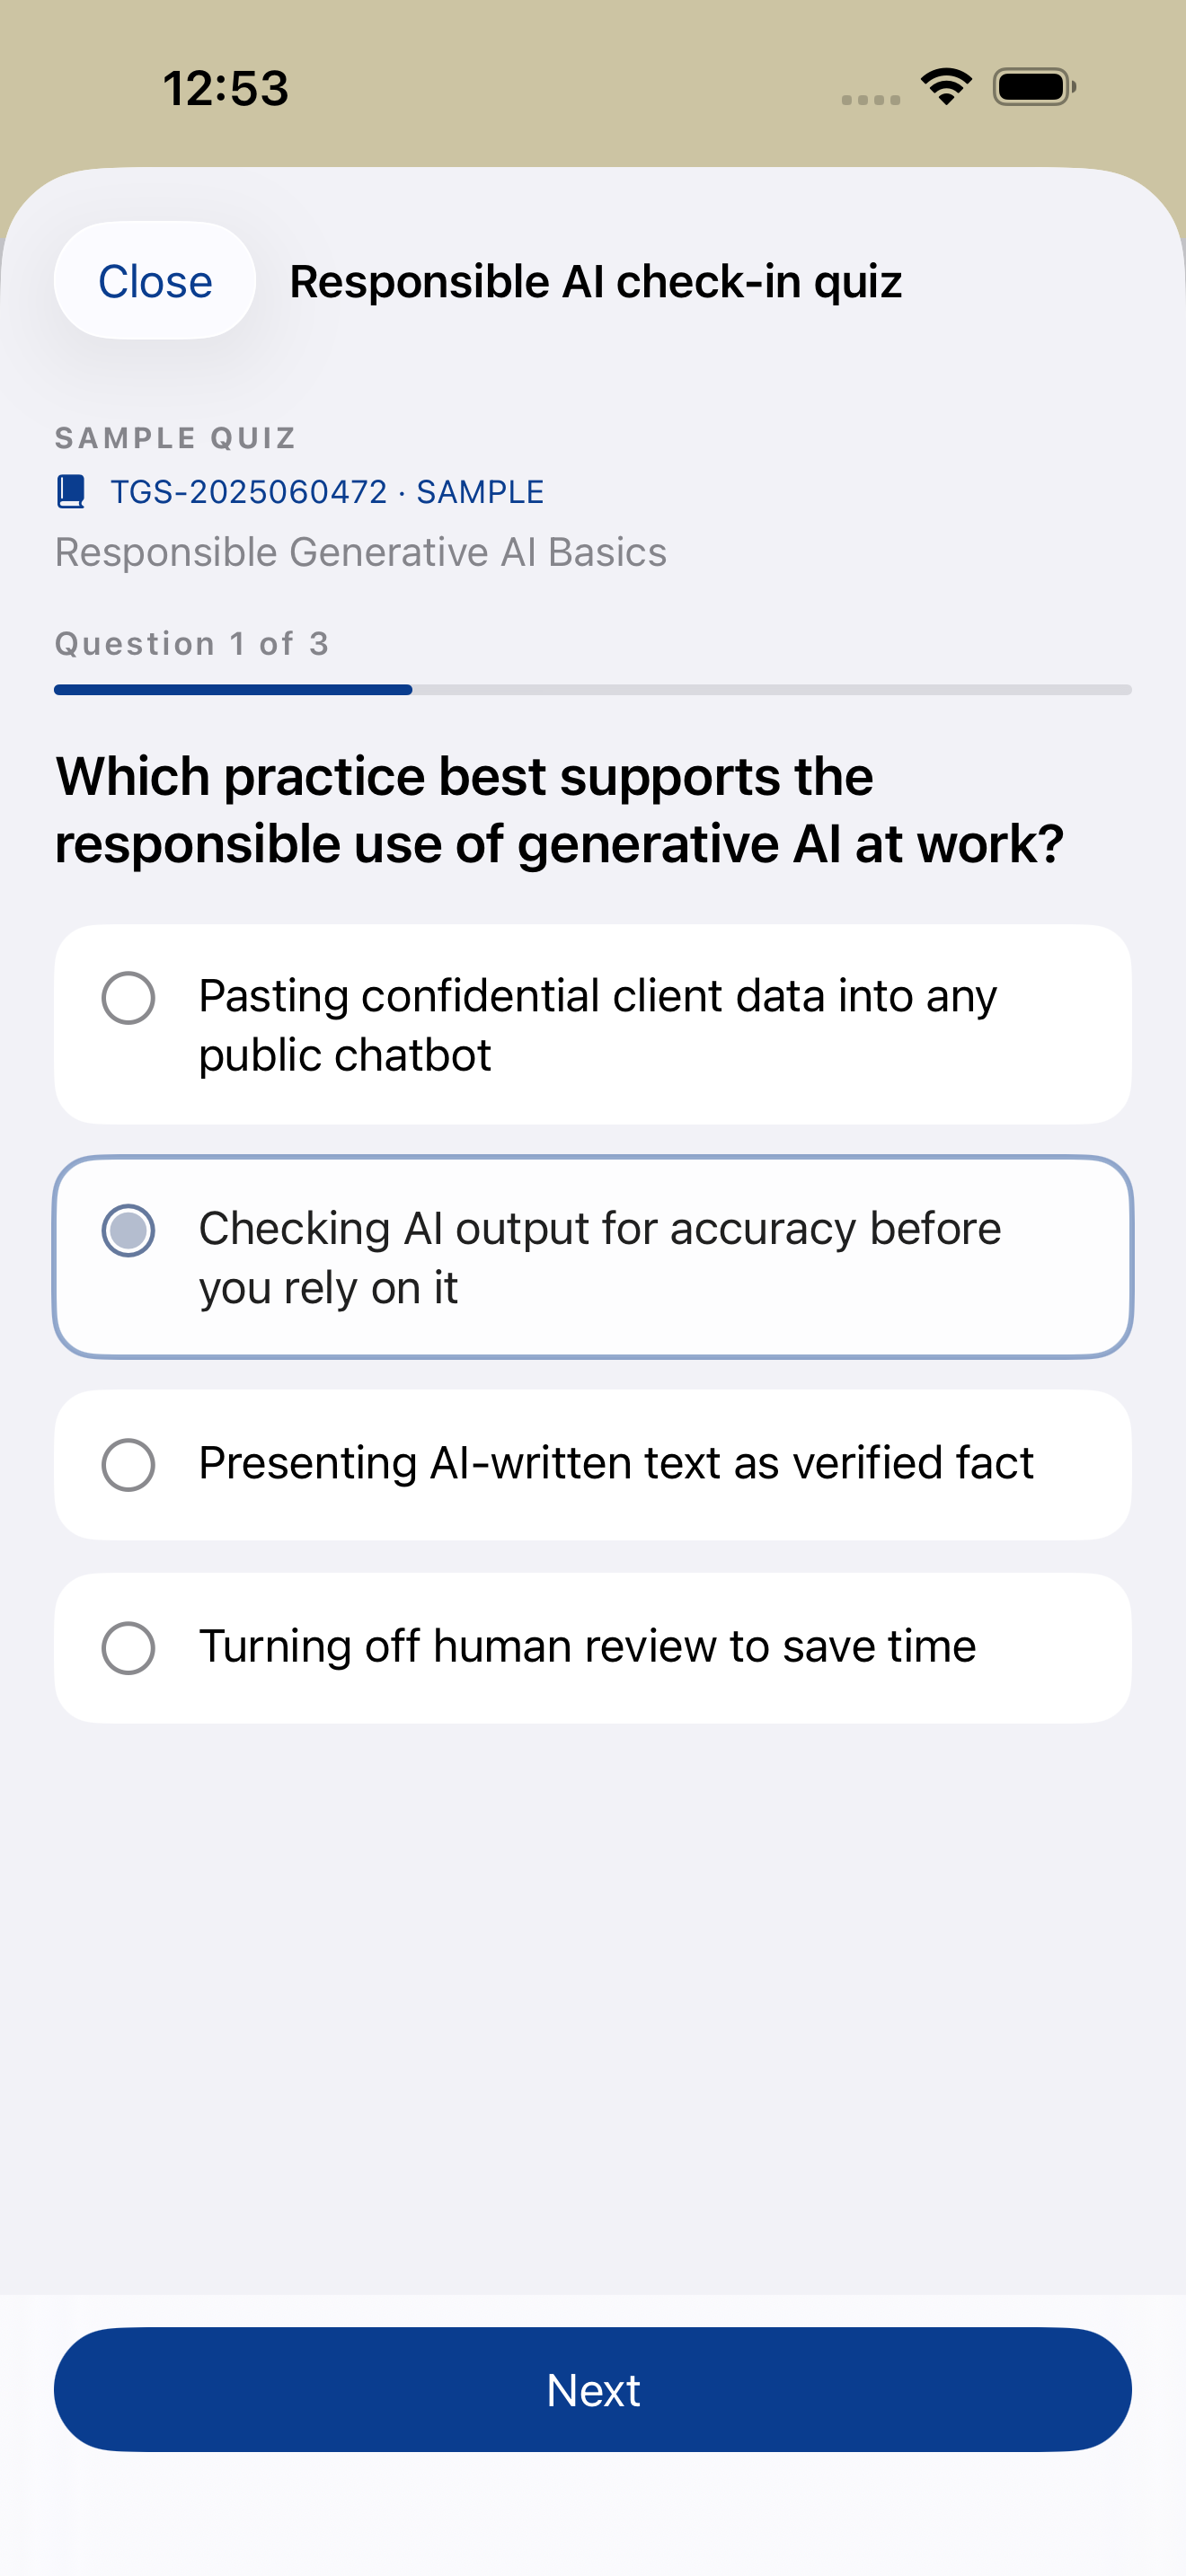 12:53
Close
Responsible AI check-in quiz
SAMPLE QUIZ
TGS-2025060472 · SAMPLE
Responsible Generative AI Basics
Question 1 of 3
Which practice best supports the
responsible use of generative AI at work?
Pasting confidential client data into any
public chatbot
Checking AI output for accuracy before
you rely on it
Presenting AI-written text as verified fact
Turning off human review to save time
Next